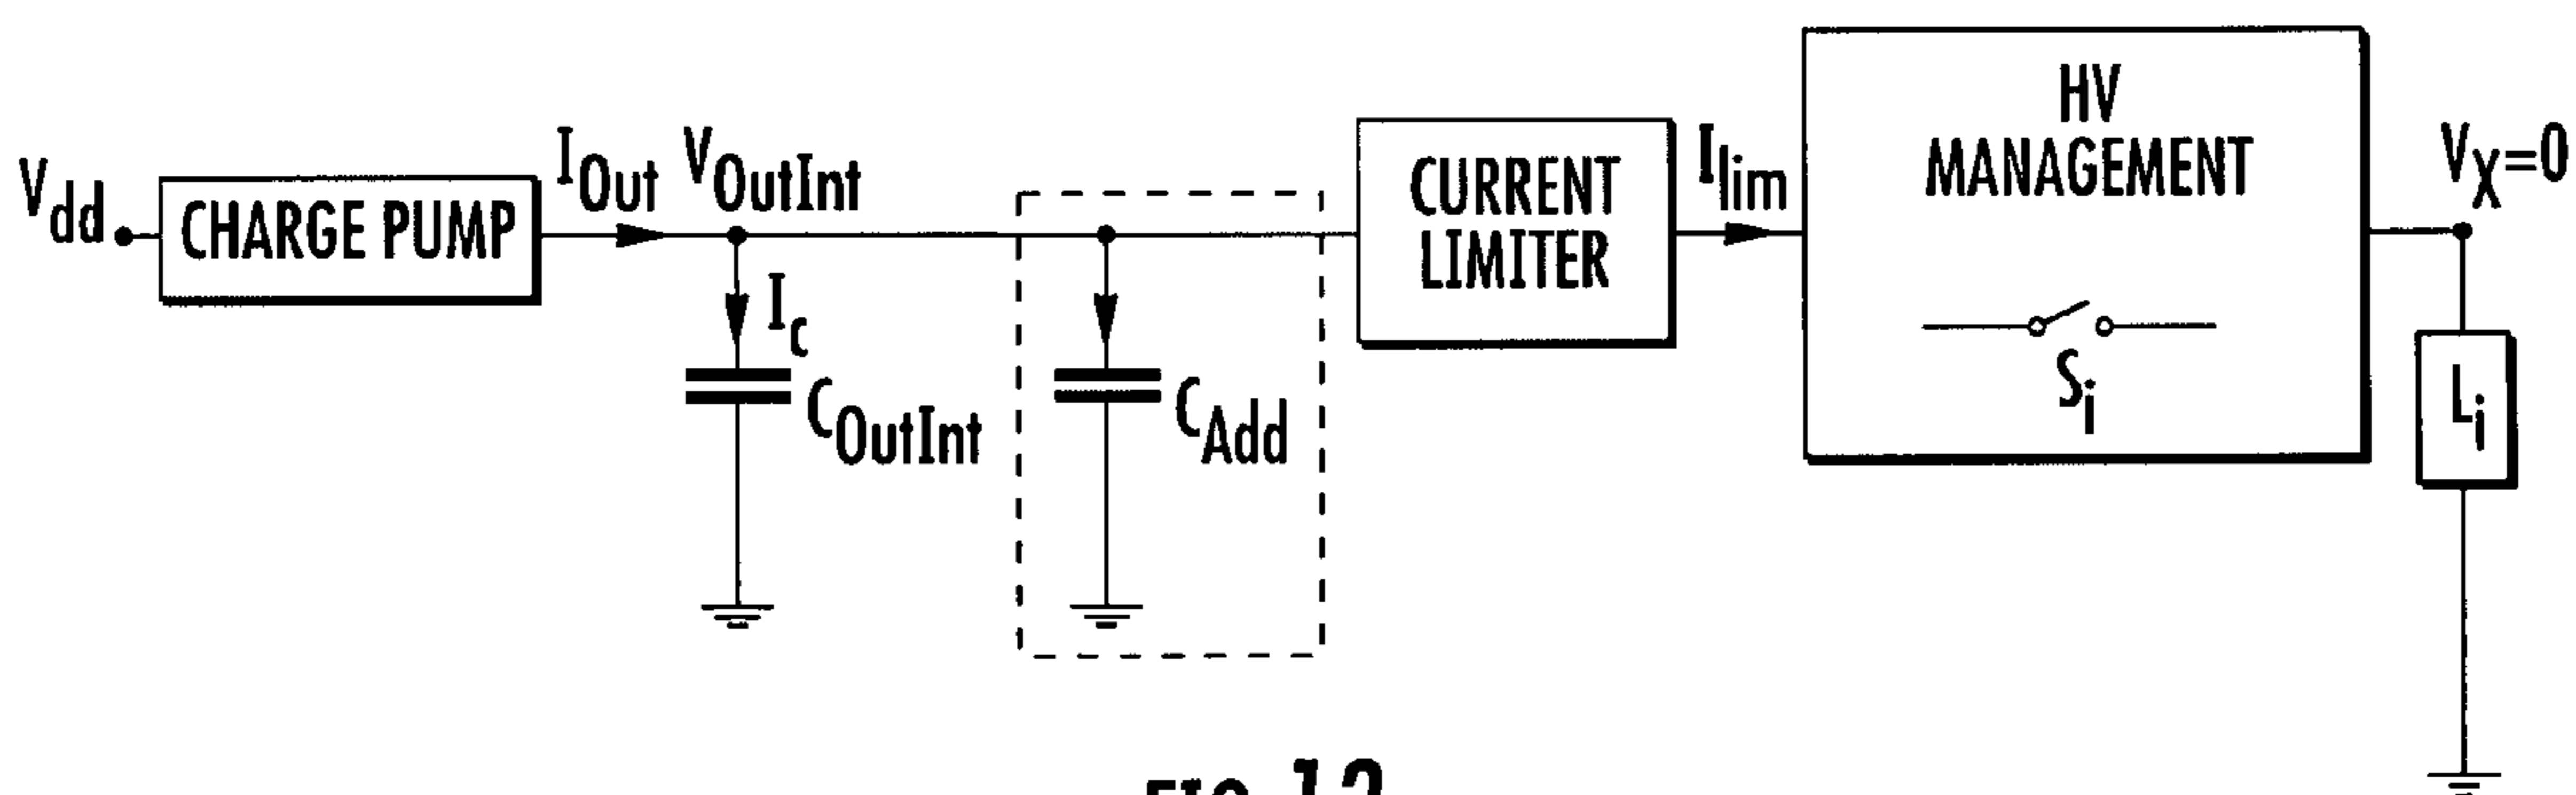 Vdd
CHARGE PUMP
IOut
VOutInt
Ic
COutInt
CAdd
CURRENT
LIMITER
Ilim
HV
MANAGEMENT
Si
VX=0
Li